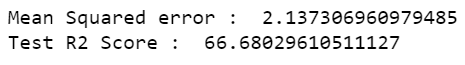 Mean Squared error :  2.137306960979485
Test R2 Score :  66.68029610511127